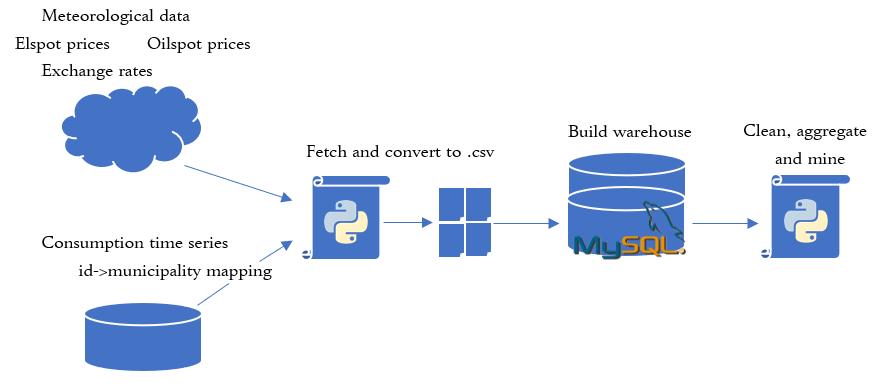 Meteorological data
Elspot prices Oilspot prices
Exchange rates
Fetch and convert to .csv
Build warehouse
Clean, aggregate
and mine
Consumption time series
id->municipality mapping
MySQL